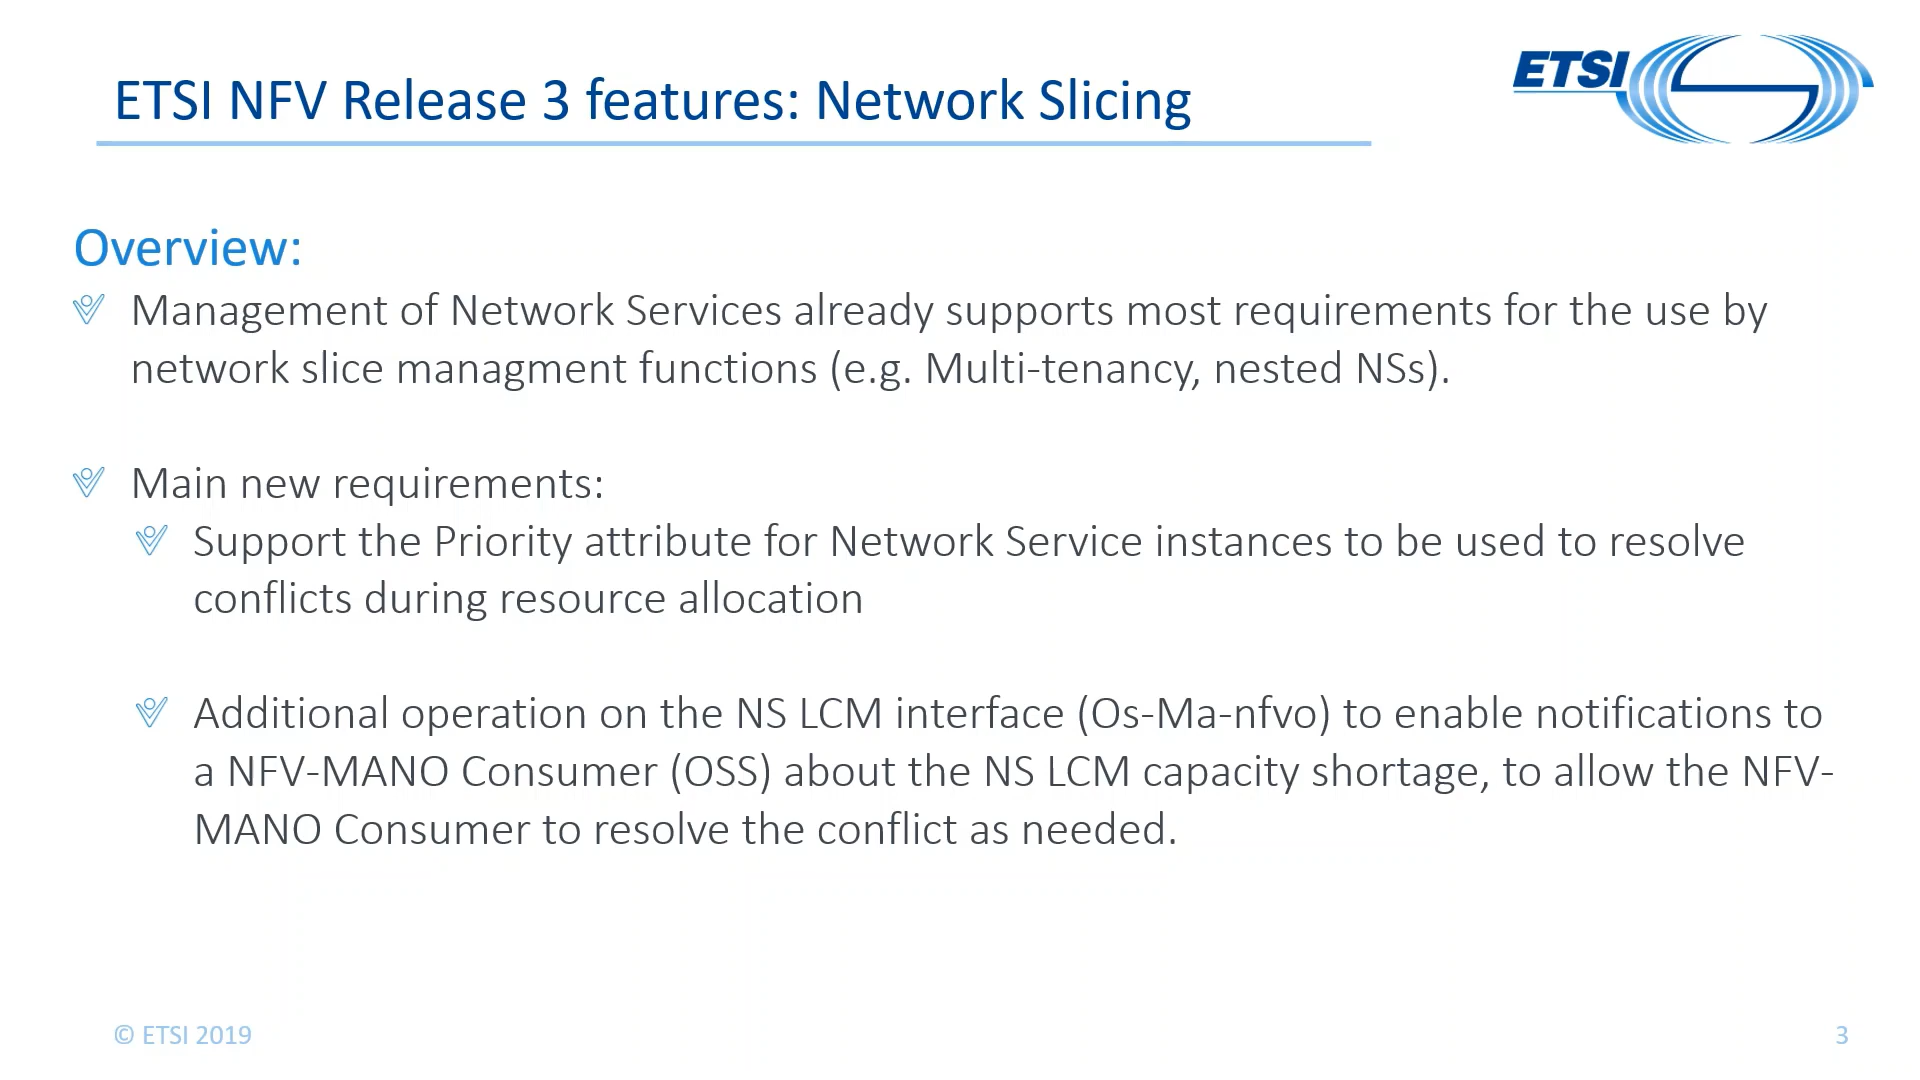 ETSI NFV Release 3 features: Network Slicing
ETSI
Overview:
Management of Network Services already supports most requirements for the use by
network slice managment functions (e.g. Multi-tenancy, nested NSs).
Main new requirements:
Support the Priority attribute for Network Service instances to be used to resolve
conflicts during resource allocation
Additional operation on the NS LCM interface (Os-Ma-nfvo) to enable notifications to
a NFV-MANO Consumer (OSS) about the NS LCM capacity shortage, to allow the NFV-
MANO Consumer to resolve the conflict as needed.
© ETSI 2019
3